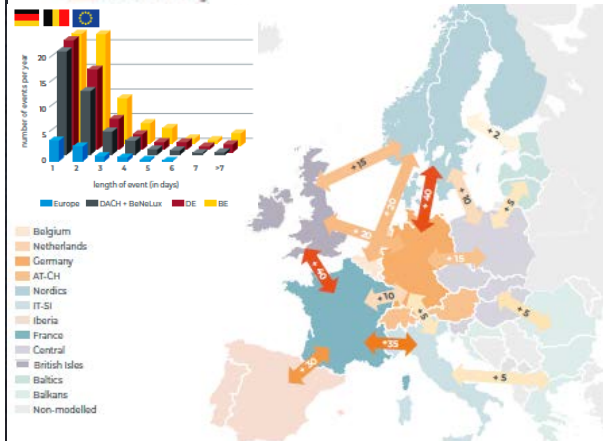 number of events per year
20
15
10
5
0
1 2 3 4 5 6 7 >7
length of event (in days)
Europe DACH + BeNeLux DE BE
Belgium
Netherlands
Germany
AT-CH
Nordics
IT-SI
Iberia
France
Central
British Isles
Baltics
Balkans
Non-modelled
+ 2
+ 15
+ 20
+ 40
+ 10
+ 5
+ 20
+ 15
+ 40
+ 10
+ 5
+ 5
+35
+ 5